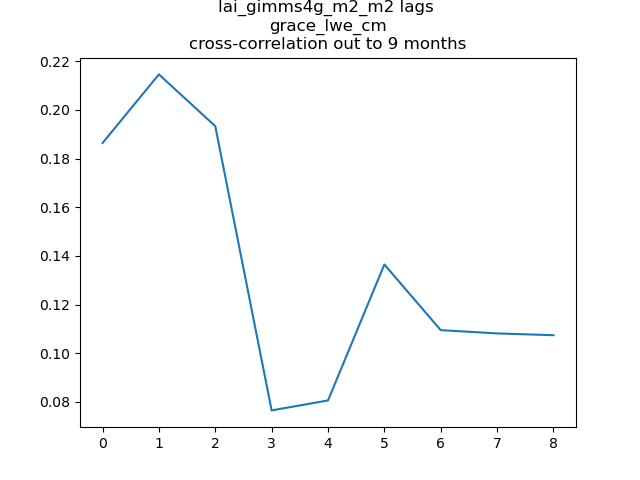 lai_gimms4g_m2_m2 lags
grace_lwe_cm
cross-correlation out to 9 months
0.22
0.20
0.18
0.16
0.14
0.12
0.10
0.08
0 1 2 3 4 5 6 7 8